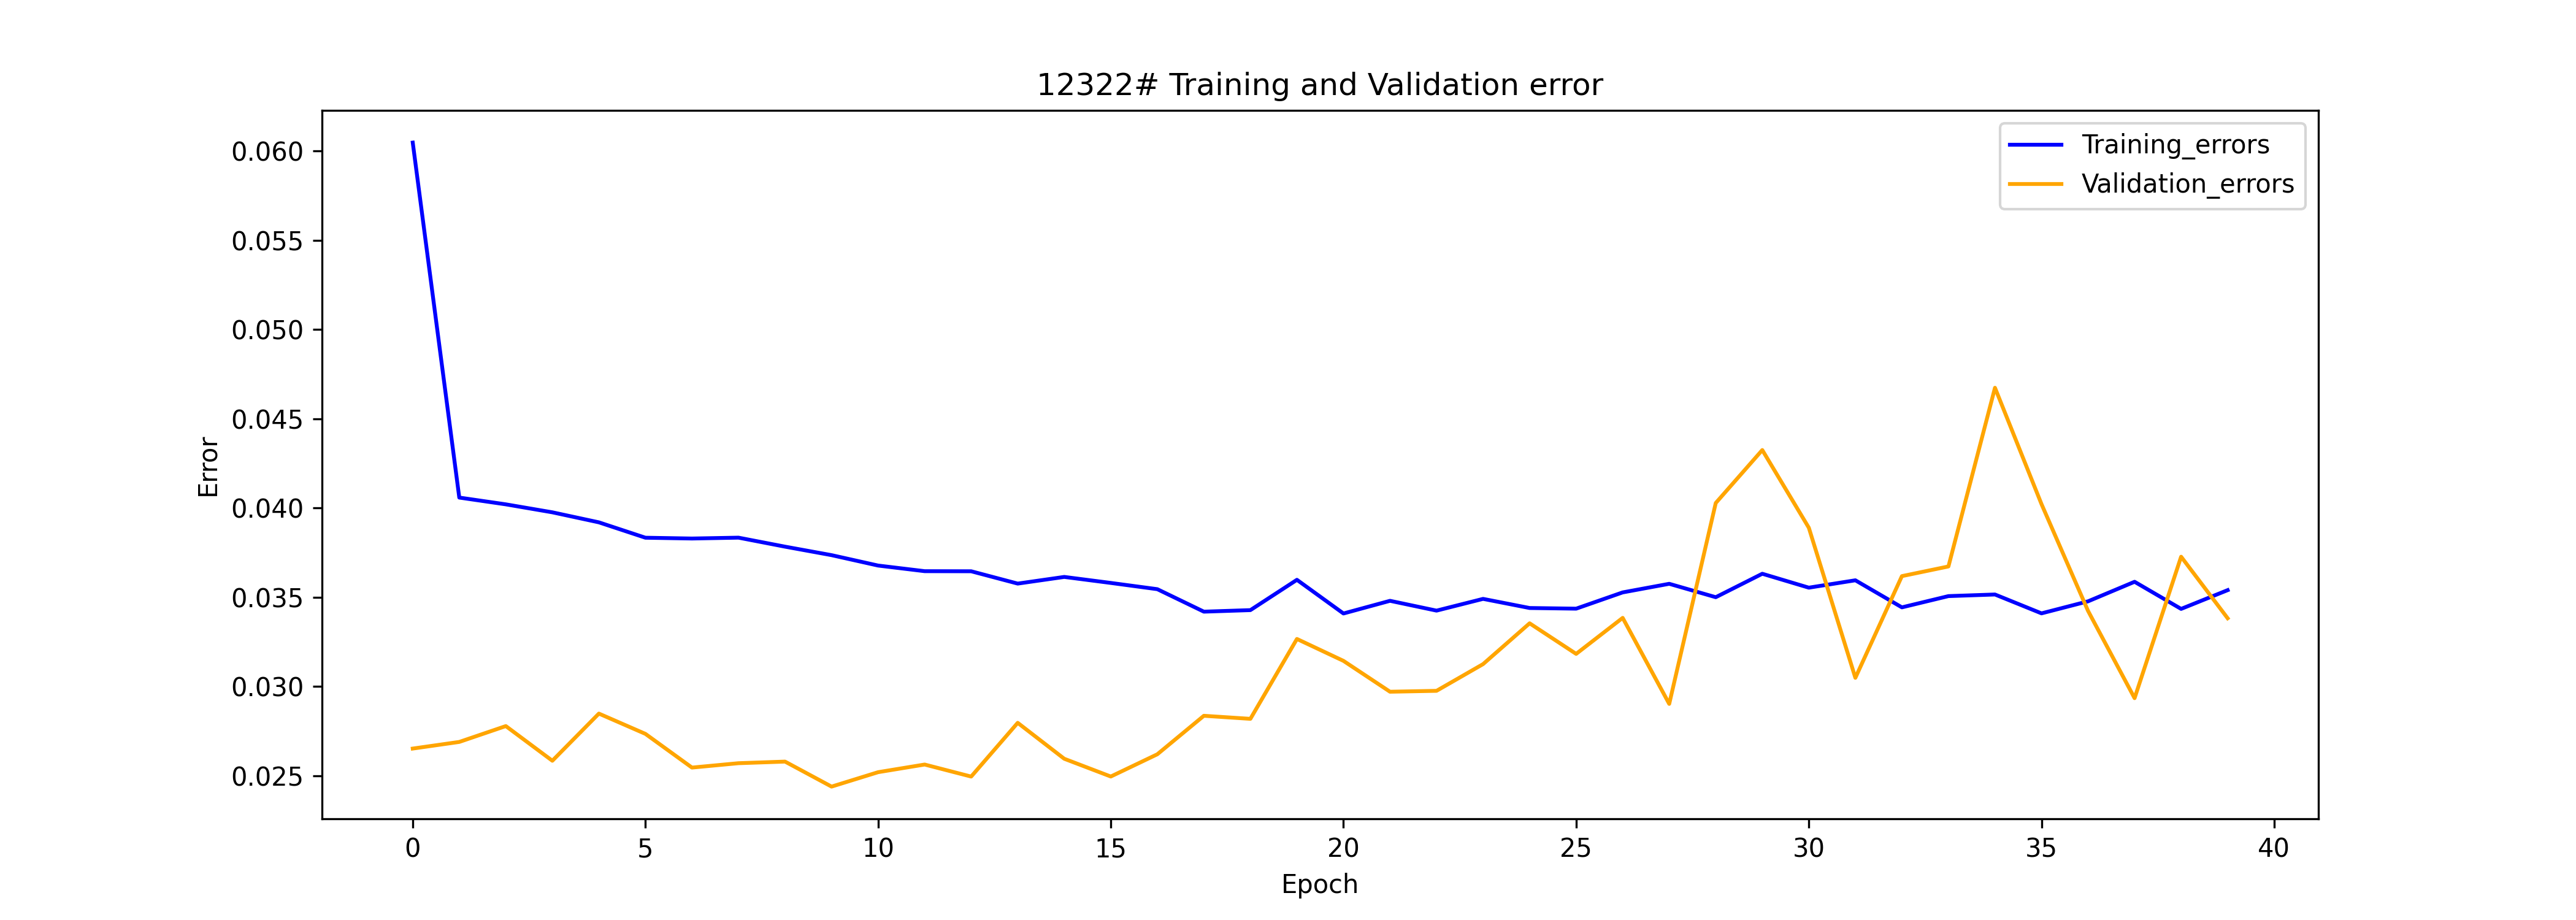 12322# Training and Validation error
Training_errors
Validation_errors
0.060
0.055
0.050
0.045
0.040
0.035
0.030
0.025
Error
0 5 10 15 20 25 30 35 40
Epoch